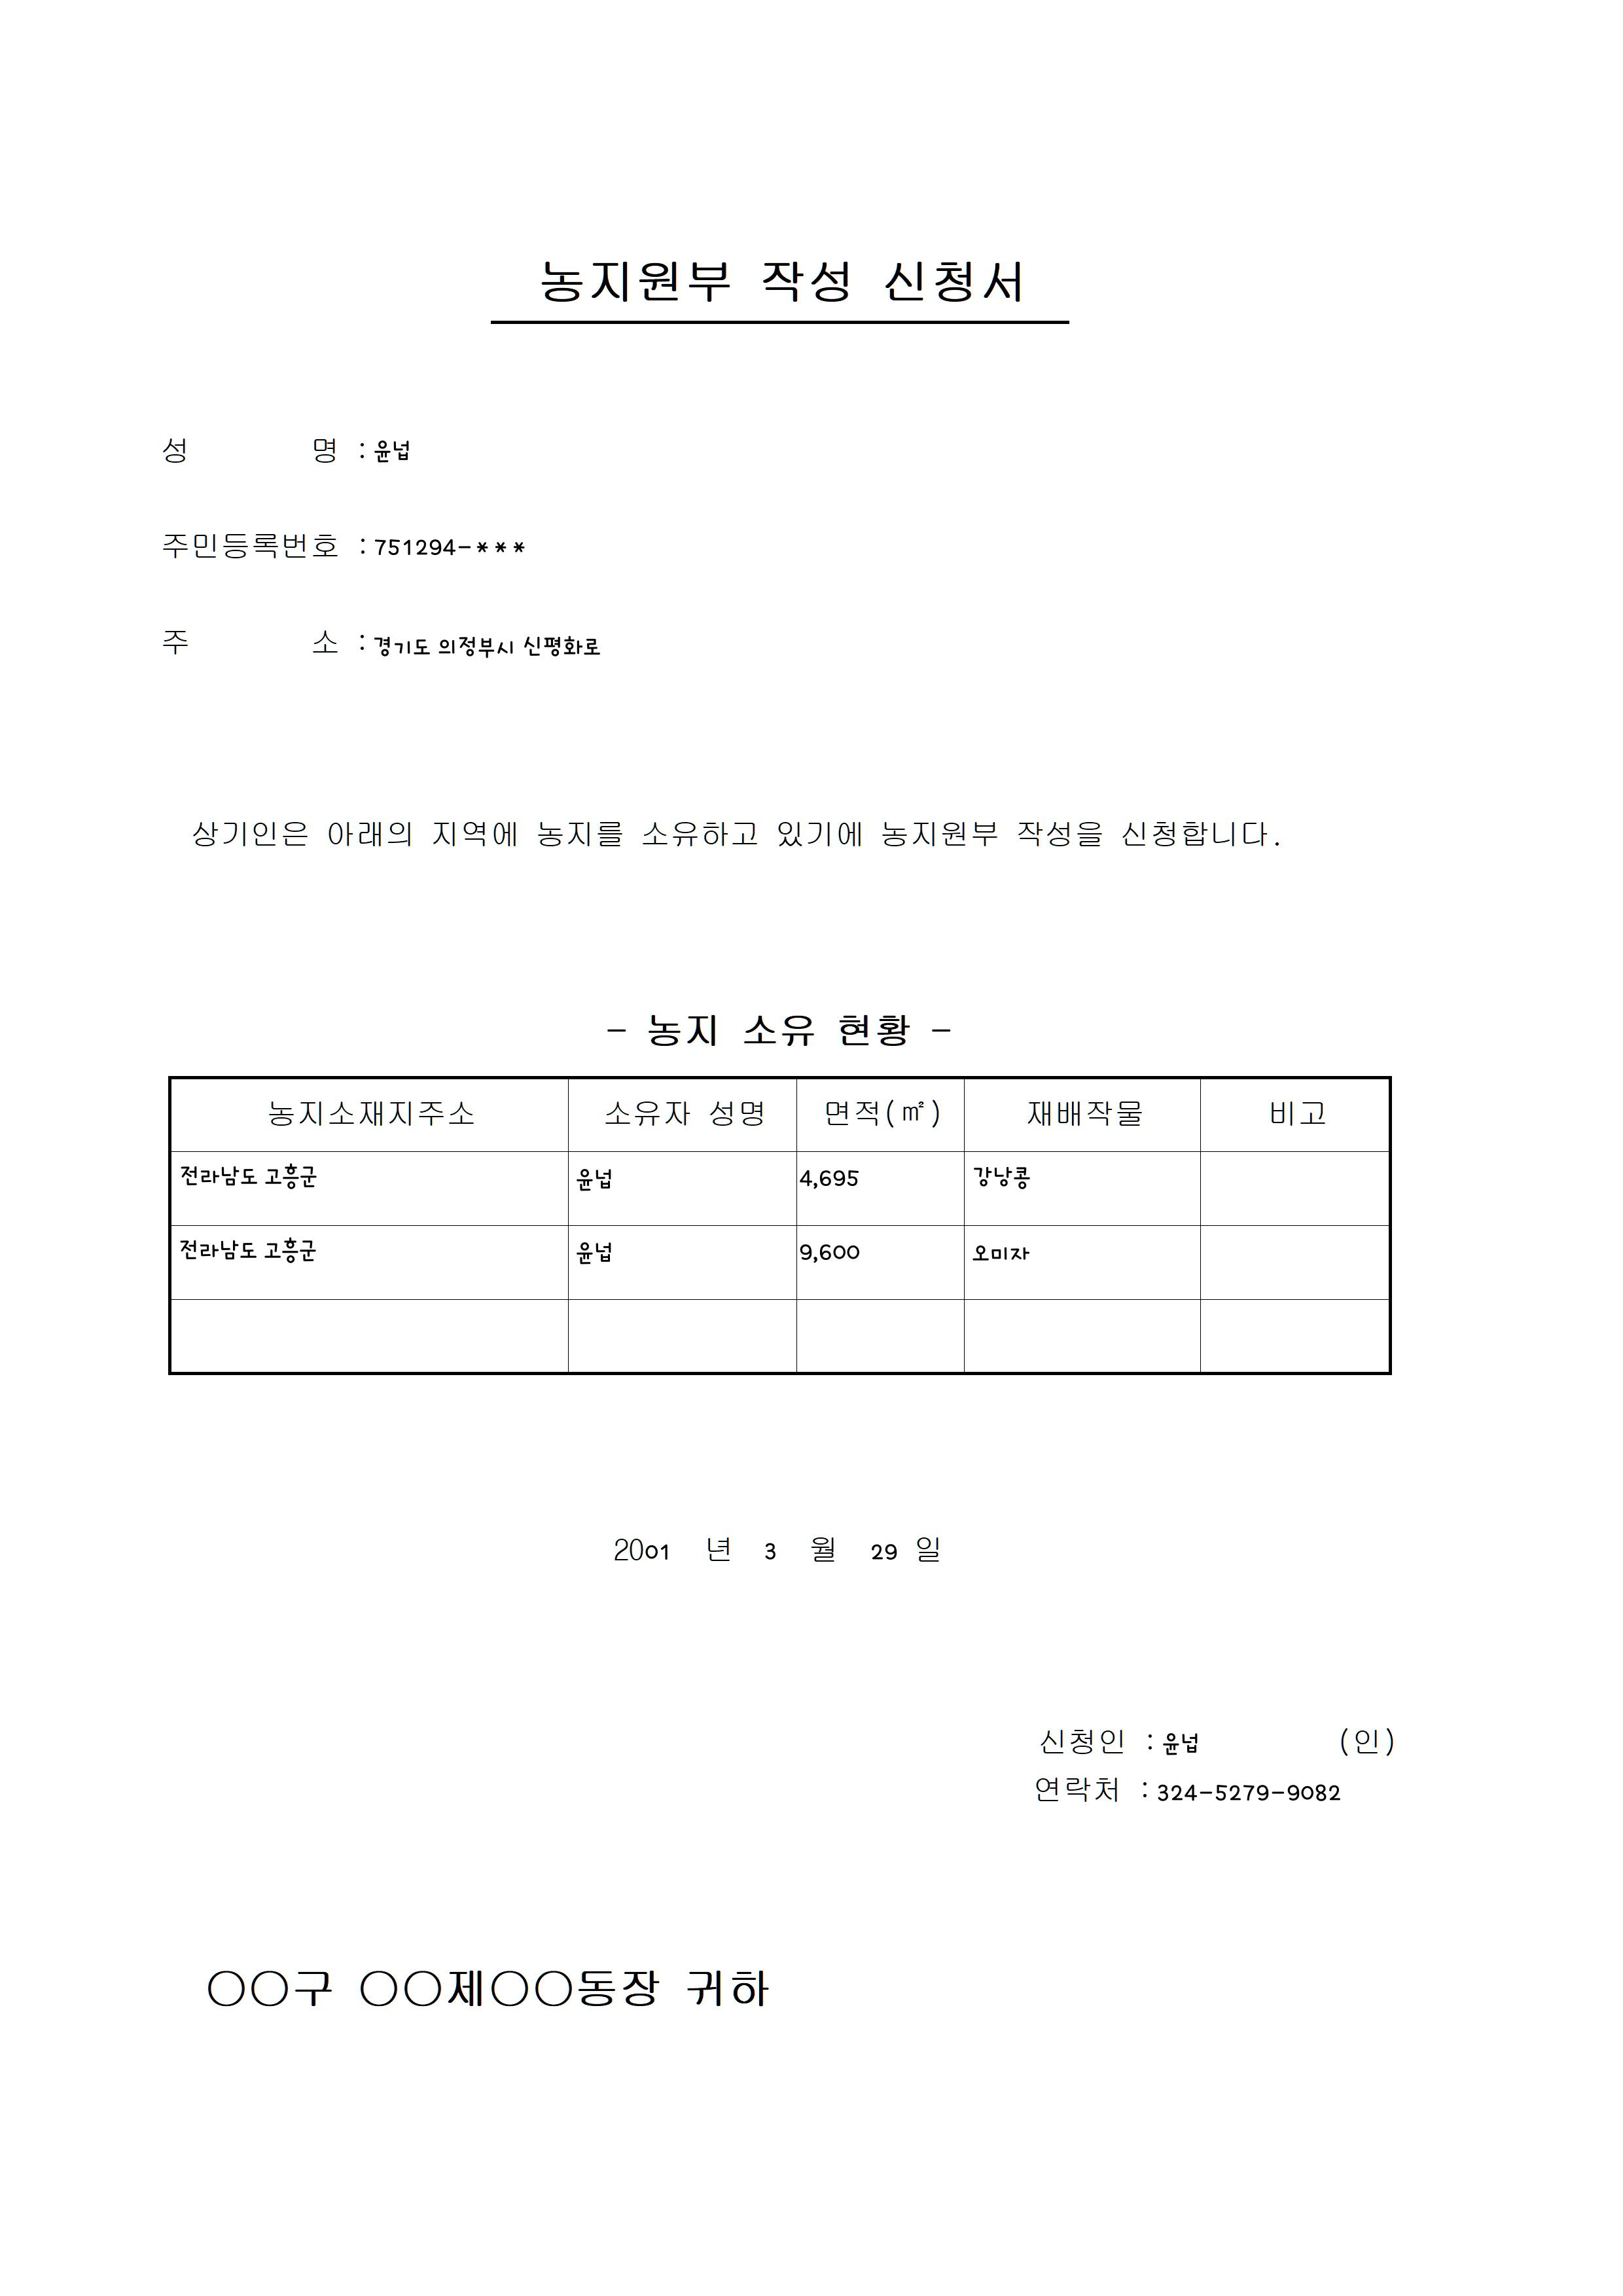 농지원부 작성 신청서
성 명 : 윤넙
주민등록번호 : 751294-***
주 소 : 경기도 의정부시 신평화로
상기인은 아래의 지역에 농지를 소유하고 있기에 농지원부 작성을 신청합니다.
- 농지 소유 현황 -
농지소재지주소 소유자 성명 면적(㎡) 재배작물 비고
전라남도 고흥군 윤넙 4,695 강낭콩
전라남도 고흥군 윤넙 9,600 오미자
2001 년 3 월 29 일
신청인 : 윤넙 (인)
연락처 : 324-5279-9082
○○구 ○○제○○동장 귀하